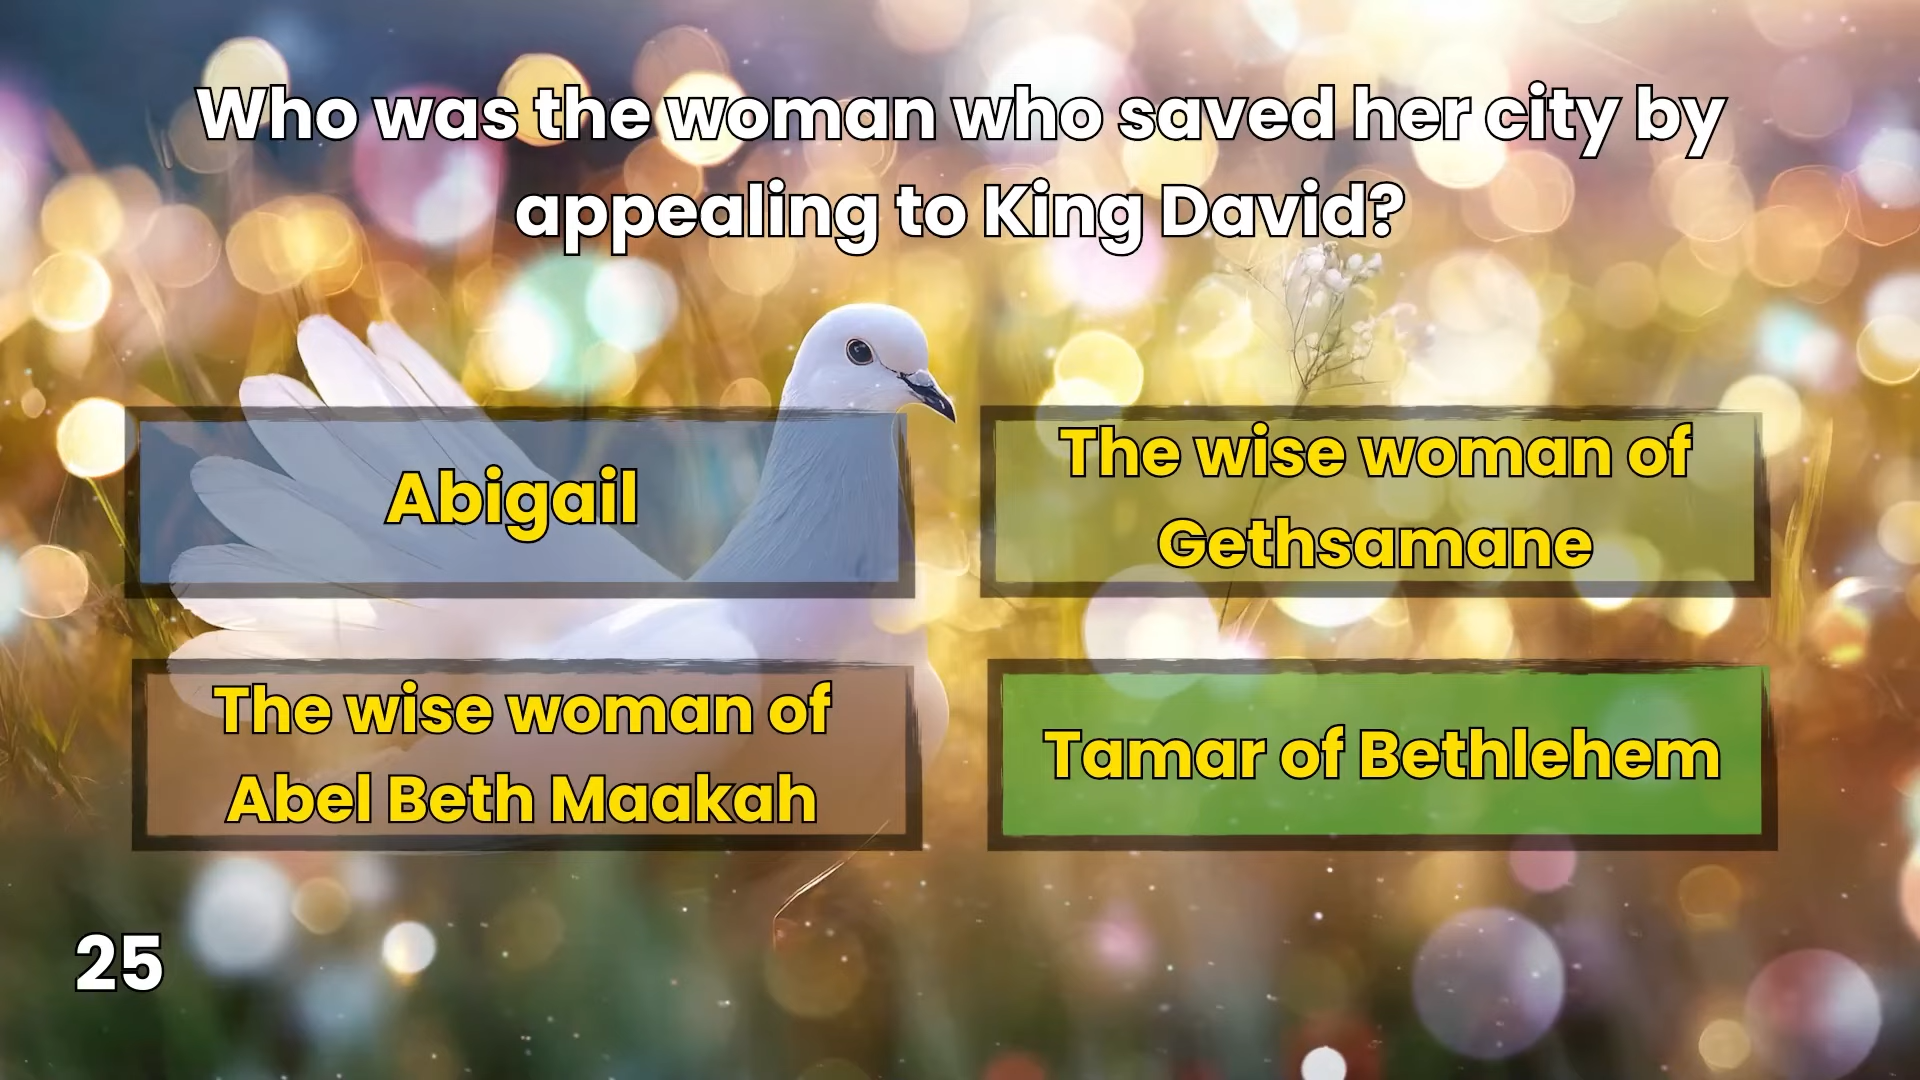 Who was the woman who saved her city by
appealing to King David?
Abigail
The wise woman of
Gethsamane
The wise woman of
Abel Beth Maakah
Tamar of Bethlehem
25